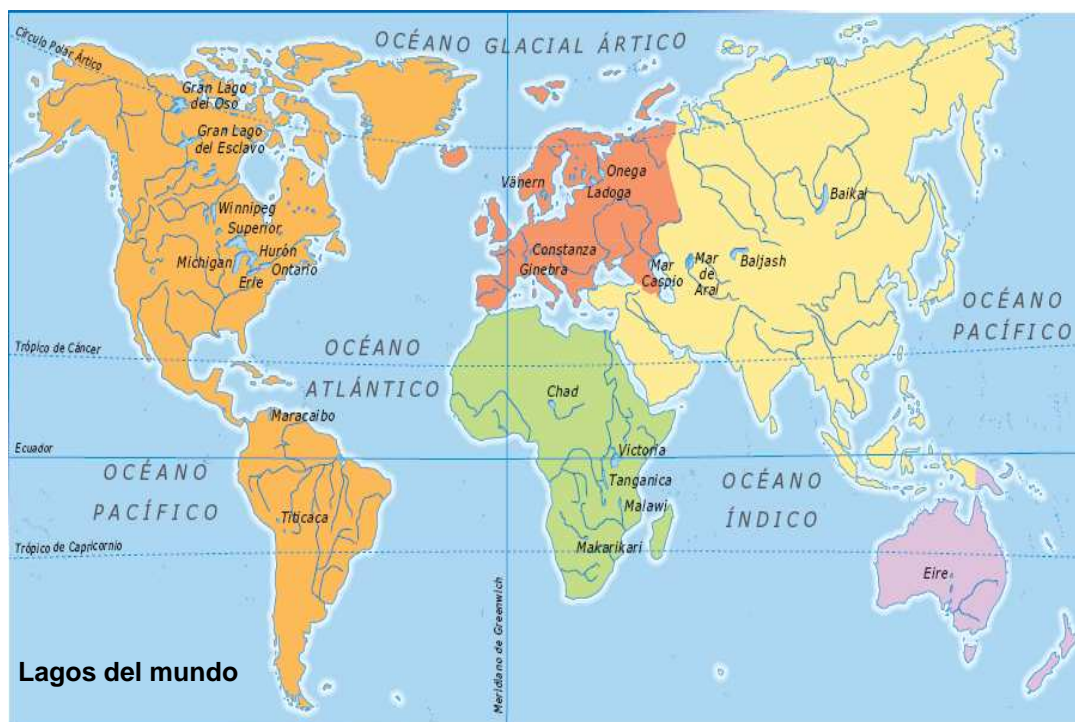 Círculo Polar Ártico
OCÉANO GLACIAL ÁRTICO
Gran Lago
del Oso
Gran Lago
del Esclavo
Winnipeg
Superior
Hurón
Michigan
Ontario
Erie
Vänern
Onega
Ladoga
Constanza
Ginebra
Mar
Caspio
Mar
de
Aral
Baljash
Baikal
OCÉANO
PACÍFICO
Trópico de Cáncer
OCÉANO
ATLÁNTICO
Chad
Maracaibo
Ecuador
Victoria
OCÉANO
PACÍFICO
Tanganica
OCÉANO
ÍNDICO
Malawi
Titicaca
Trópico de Capricornio
Makarikari
Eire
Meridiano de Greenwich
Lagos del mundo